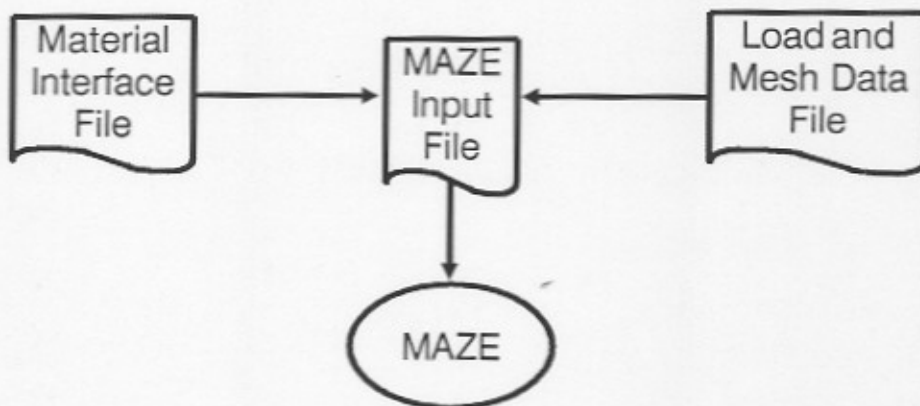 Material
Interface
File
MAZE
Input
File
Load and
Mesh Data
File
MAZE